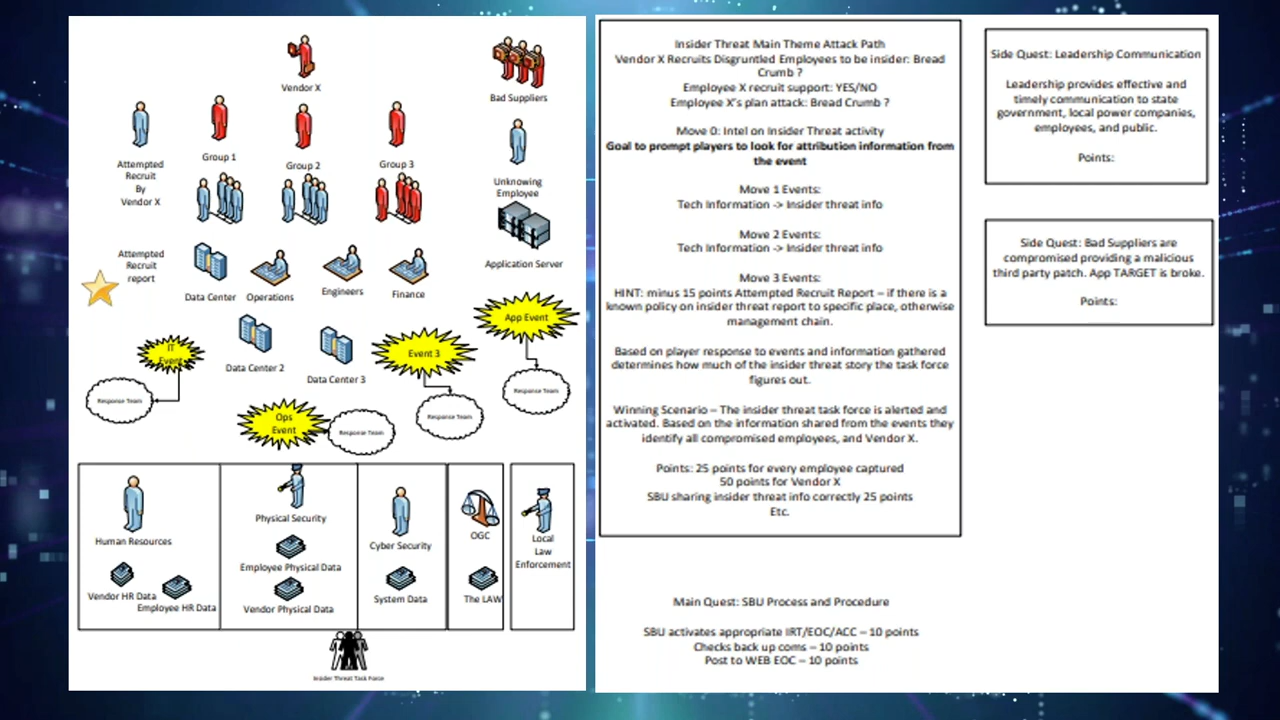 Vendor X
Bad Suppliers
Attempted
Recruit
By
Vendor X
Group 1
Group 2
Group 3
Unknowing
Employee
Attempted
Recruit
report
Data Center
Operations
Engineers
Finance
Application Server
App Event
IT
Event
Data Center 2
Data Center 3
Event 3
Response Team
Response Team
Ops
Event
Response Team
Response Team
Human Resources
Vendor HR Data
Employee HR Data
Physical Security
Employee Physical Data
Vendor Physical Data
Cyber Security
System Data
OGC
The LAW
Local
Law
Enforcement
Insider Threat Task Force
Insider Threat Main Theme Attack Path
Vendor X Recruits Disgruntled Employees to be insider: Bread
Crumb ?
Employee X recruit support: YES/NO
Employee X's plan attack: Bread Crumb ?
Move 0: Intel on Insider Threat activity
Goal to prompt players to look for attribution information from
the event
Move 1 Events:
Tech Information -> Insider threat info
Move 2 Events:
Tech Information -> Insider threat info
Move 3 Events:
HINT: minus 15 points Attempted Recruit Report – if there is a
known policy on insider threat report to specific place, otherwise
management chain.
Based on player response to events and information gathered
determines how much of the insider threat story the task force
figures out.
Winning Scenario – The insider threat task force is alerted and
activated. Based on the information shared from the events they
identify all compromised employees, and Vendor X.
Points: 25 points for every employee captured
50 points for Vendor X
SBU sharing insider threat info correctly 25 points
Etc.
Main Quest: SBU Process and Procedure
SBU activates appropriate IRT/EOC/ACC – 10 points
Checks back up coms – 10 points
Post to WEB EOC – 10 points
Side Quest: Leadership Communication
Leadership provides effective and
timely communication to state
government, local power companies,
employees, and public.
Points:
Side Quest: Bad Suppliers are
compromised providing a malicious
third party patch. App TARGET is broke.
Points: